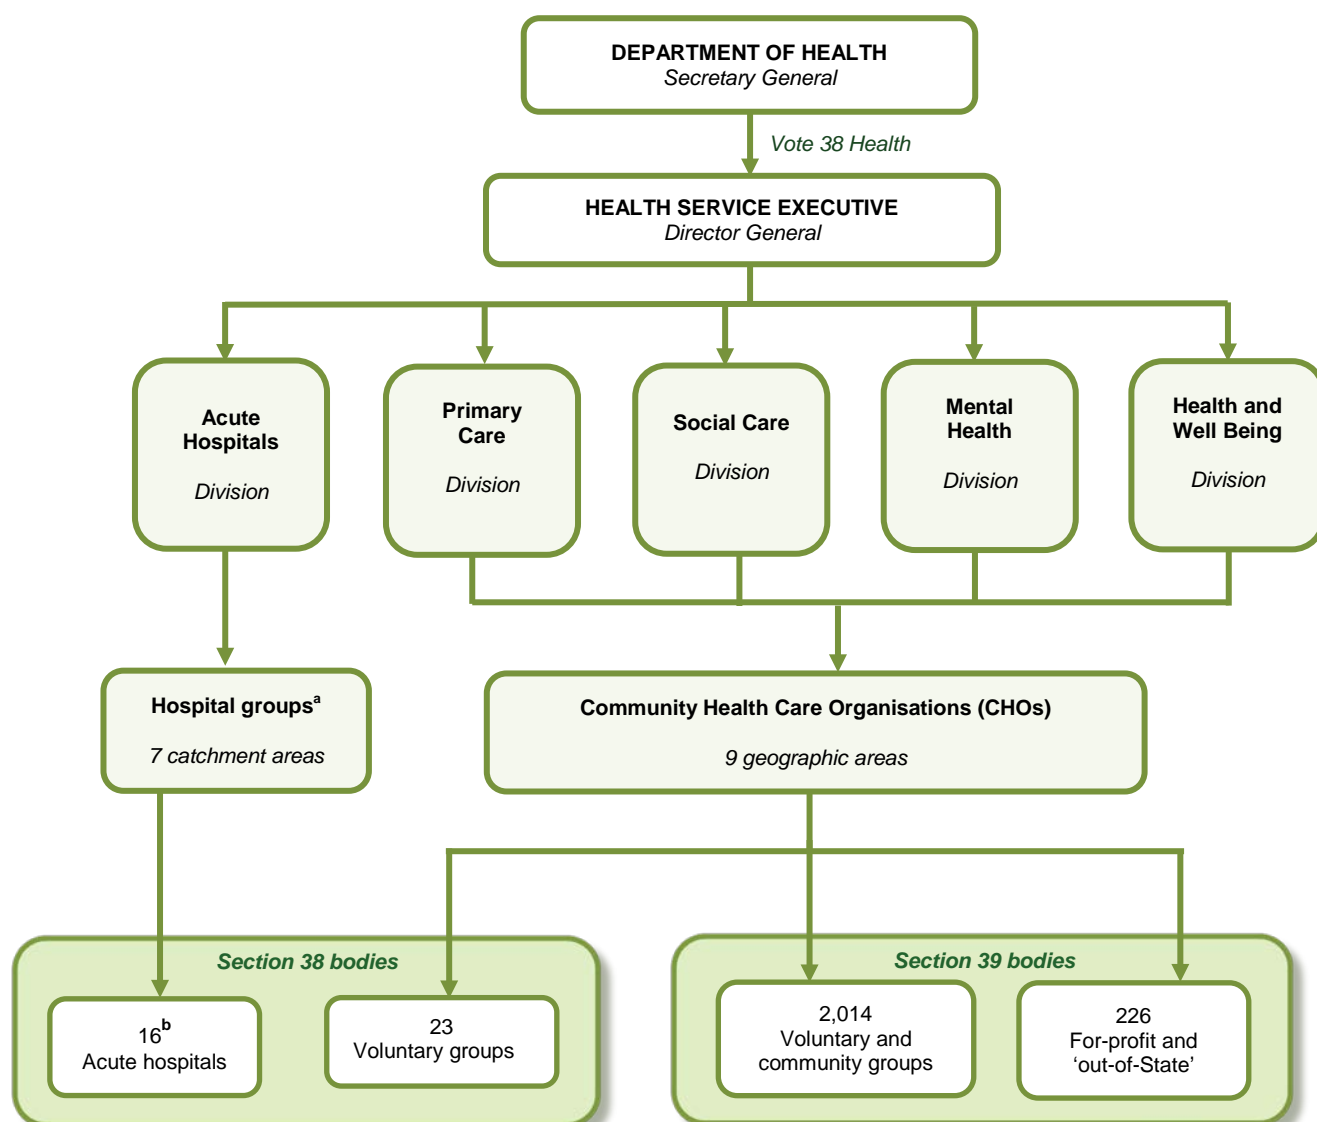 DEPARTMENT OF HEALTH
Secretary General
Vote 38 Health
HEALTH SERVICE EXECUTIVE
Director General
Acute
Hospitals
Division
Primary
Care
Division
Social Care
Division
Mental
Health
Division
Health and
Well Being
Division
Hospital groupsᵃ
7 catchment areas
Community Health Care Organisations (CHOs)
9 geographic areas
Section 38 bodies
16ᵇ
Acute hospitals
23
Voluntary groups
Section 39 bodies
2,014
Voluntary and
community groups
226
For-profit and
‘out-of-State’